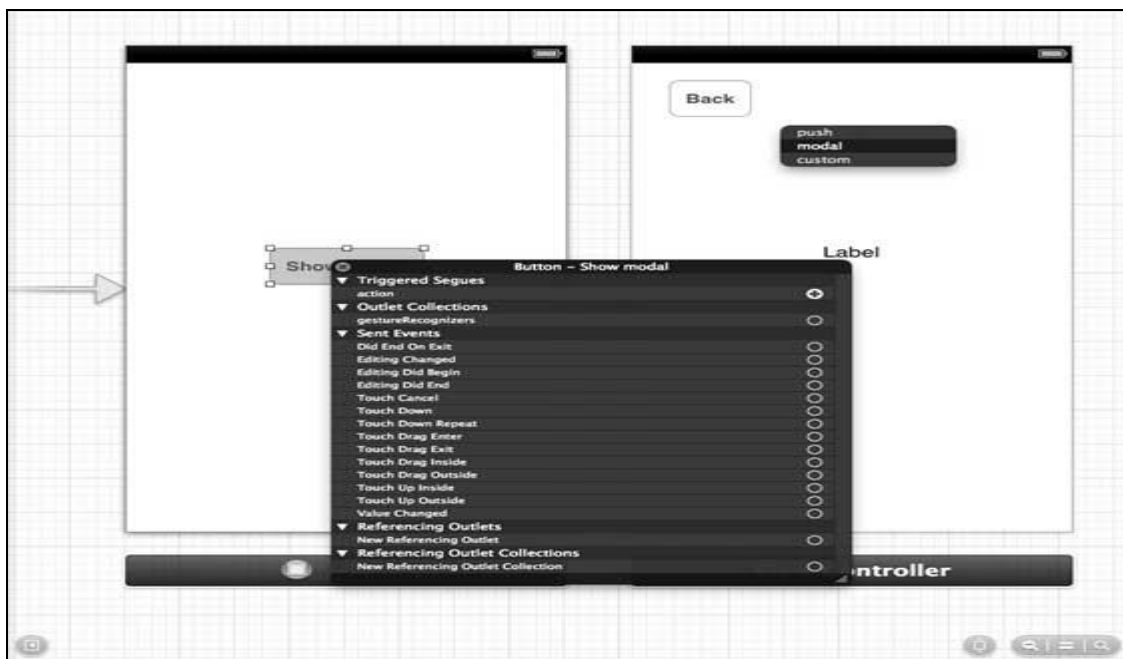 Back
push
modal
custom
Label
Show
Button - Show modal
Triggered Segues
action
Outlet Collections
gestureRecognizers
Sent Events
Did End On Exit
Editing Changed
Editing Did Begin
Editing Did End
Touch Cancel
Touch Down
Touch Down Repeat
Touch Drag Enter
Touch Drag Exit
Touch Drag Inside
Touch Drag Outside
Touch Up Inside
Touch Up Outside
Value Changed
Referencing Outlets
New Referencing Outlet
Referencing Outlet Collections
New Referencing Outlet Collection
ntroller